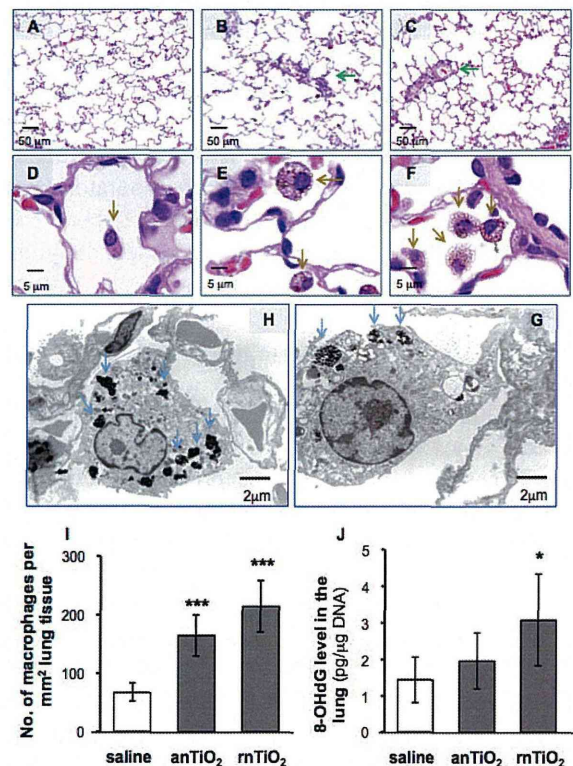 A
B
C
50 µm
50 µm
50 µm
D
E
F
5 µm
5 µm
5 µm
H
G
2µm
2µm
I
No. of macrophages per
mm² lung tissue
300
200
100
0
saline
anTiO₂
rnTiO₂
***
***
J
8-OHdG level in the
lung (pg/µg DNA)
5
4
3
2
1
0
saline
anTiO₂
rnTiO₂
*